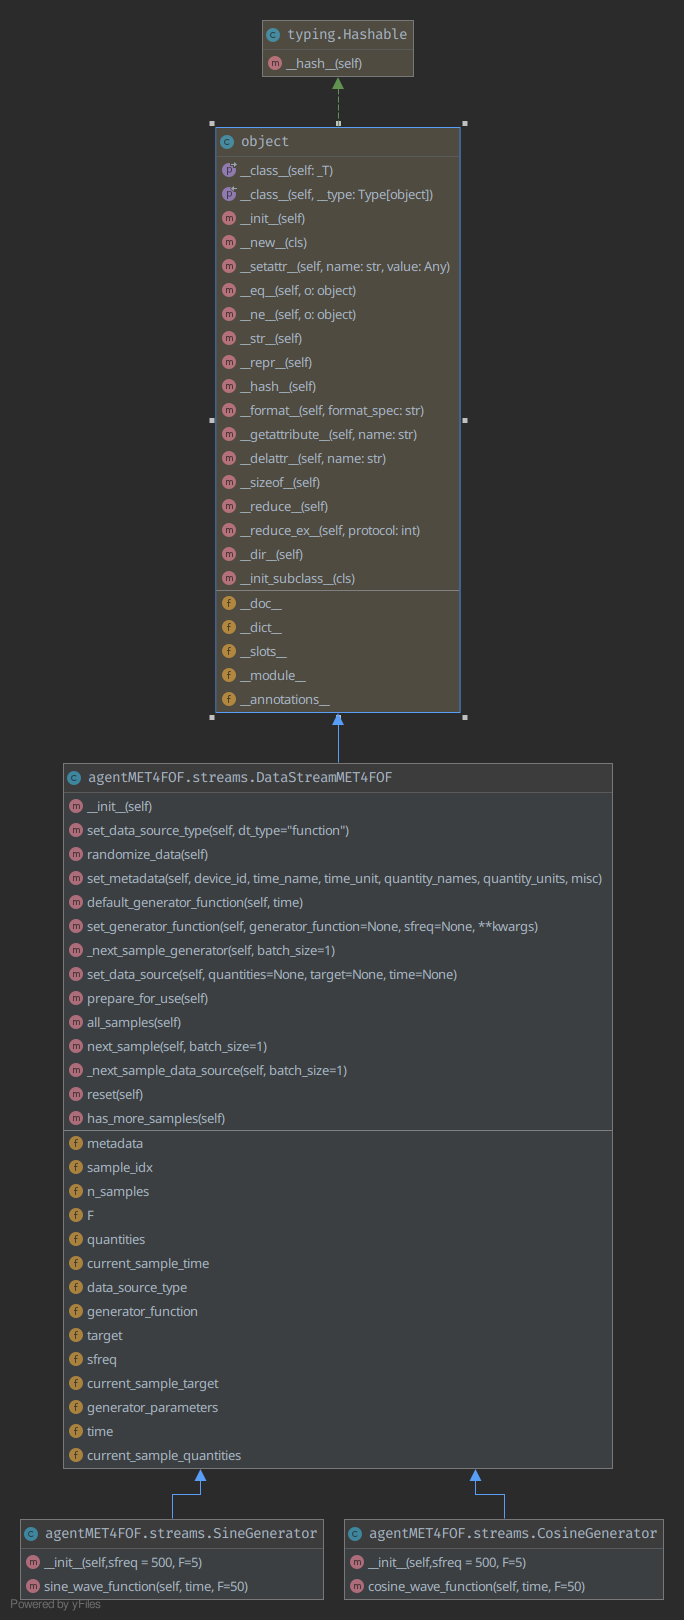 typing.Hashable
__hash__(self)
object
__class__(self: _T)
__class__(self, __type: Type[object])
__init__(self)
__new__(cls)
__setattr__(self, name: str, value: Any)
__eq__(self, o: object)
__ne__(self, o: object)
__str__(self)
__repr__(self)
__hash__(self)
__format__(self, format_spec: str)
__getattribute__(self, name: str)
__delattr__(self, name: str)
__sizeof__(self)
__reduce__(self)
__reduce_ex__(self, protocol: int)
__dir__(self)
__init_subclass__(cls)
__doc__
__dict__
__slots__
__module__
__annotations__
agentMET4FOF.streams.DataStreamMET4FOF
__init__(self)
set_data_source_type(self, dt_type="function")
randomize_data(self)
set_metadata(self, device_id, time_name, time_unit, quantity_names, quantity_units, misc)
default_generator_function(self, time)
set_generator_function(self, generator_function=None, sfreq=None, **kwargs)
_next_sample_generator(self, batch_size=1)
set_data_source(self, quantities=None, target=None, time=None)
prepare_for_use(self)
all_samples(self)
next_sample(self, batch_size=1)
_next_sample_data_source(self, batch_size=1)
reset(self)
has_more_samples(self)
metadata
sample_idx
n_samples
F
quantities
current_sample_time
data_source_type
generator_function
target
sfreq
current_sample_target
generator_parameters
time
current_sample_quantities
agentMET4FOF.streams.SineGenerator
__init__(self,sfreq = 500, F=5)
sine_wave_function(self, time, F=50)
agentMET4FOF.streams.CosineGenerator
__init__(self,sfreq = 500, F=5)
cosine_wave_function(self, time, F=50)
Powered by yFiles